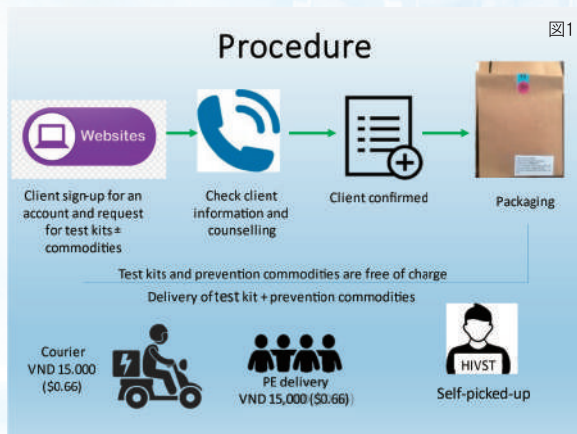 図1
Procedure
Websites
Client sign-up for an
account and request
for test kits±
commodities
Check client
information and
counselling
Client confirmed
Packaging
Test kits and prevention commodities are free of charge
Delivery of test kit + prevention commodities
Courier
VND 15.000
($0.66)
PE delivery
VND 15,000 ($0.66)
HIVST
Self-picked-up